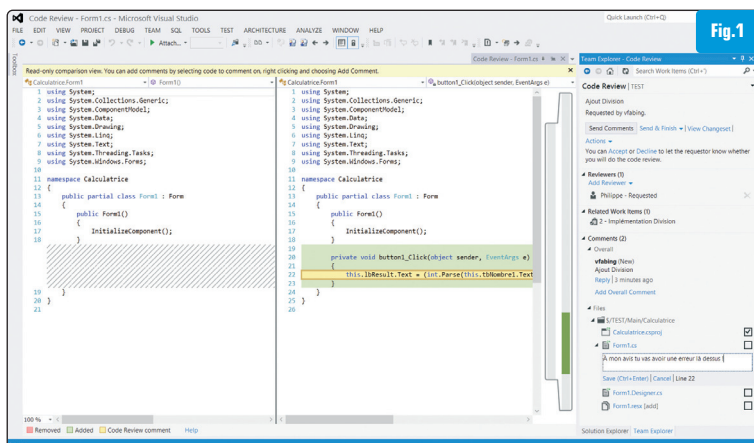 Code Review - Form1.cs - Microsoft Visual Studio
Quick Launch (Ctrl+Q)
Fig.1
FILE EDIT VIEW PROJECT DEBUG TEAM SQL TOOLS TEST ARCHITECTURE ANALYZE WINDOW HELP
Attach...
Toolbox
Code Review - Form1.cs
Read-only comparison view. You can add comments by selecting code to comment on, right clicking and choosing Add Comment.
Calculatrice.Form1
Form1()
1 using System;
2 using System.Collections.Generic;
3 using System.ComponentModel;
4 using System.Data;
5 using System.Drawing;
6 using System.Linq;
7 using System.Text;
8 using System.Threading.Tasks;
9 using System.Windows.Forms;
10
11 namespace Calculatrice
12 {
13 public partial class Form1 : Form
14 {
15 public Form1()
16 {
17 InitializeComponent();
18 }
19 }
20 }
21
100 %
Calculatrice.Form1
button1_Click(object sender, EventArgs e)
1 using System;
2 using System.Collections.Generic;
3 using System.ComponentModel;
4 using System.Data;
5 using System.Drawing;
6 using System.Linq;
7 using System.Text;
8 using System.Threading.Tasks;
9 using System.Windows.Forms;
10
11 namespace Calculatrice
12 {
13 public partial class Form1 : Form
14 {
15 public Form1()
16 {
17 InitializeComponent();
18 }
19
20 private void button1_Click(object sender, EventArgs e)
21 {
22 this.lbResult.Text = (int.Parse(this.tbNombre1.Text
23 }
24 }
25 }
26
Removed Added Code Review comment Help
Team Explorer - Code Review
Search Work Items (Ctrl+')
Code Review | TEST
Ajout Division
Requested by vfabing.
Send Comments Send & Finish | View Changeset |
Actions
You can Accept or Decline to let the requestor know whether
you will do the code review.
Reviewers (1)
Add Reviewer
Philippe - Requested
Related Work Items (1)
2 - Implémentation Division
Comments (2)
Overall
vfabing (New)
Ajout Division
Reply | 3 minutes ago
Add Overall Comment
Files
$/TEST/Main/Calculatrice
Calculatrice.csproj
Form1.cs
A mon avis tu vas avoir une erreur là dessus !
Save (Ctrl+Enter) | Cancel | Line 22
Form1.Designer.cs
Form1.resx [add]
Solution Explorer Team Explorer